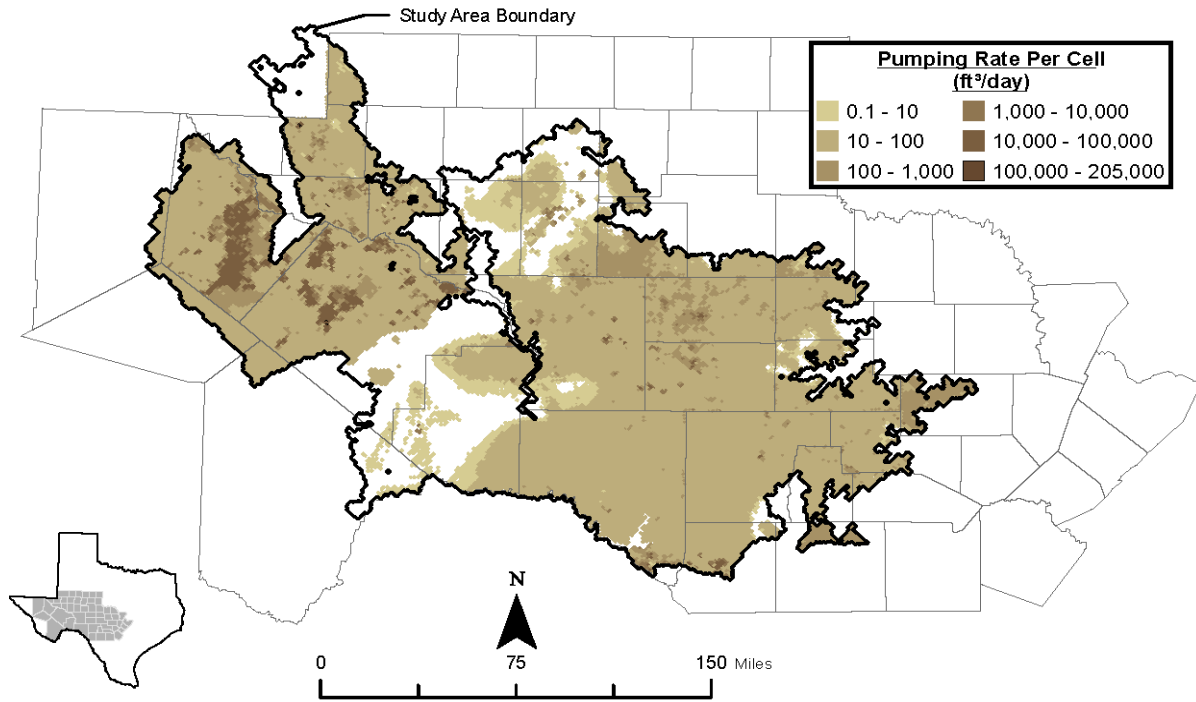 Study Area Boundary
Pumping Rate Per Cell
(ft³/day)
0.1 - 10
1,000 - 10,000
10 - 100
10,000 - 100,000
100 - 1,000
100,000 - 205,000
N
0 75 150 Miles